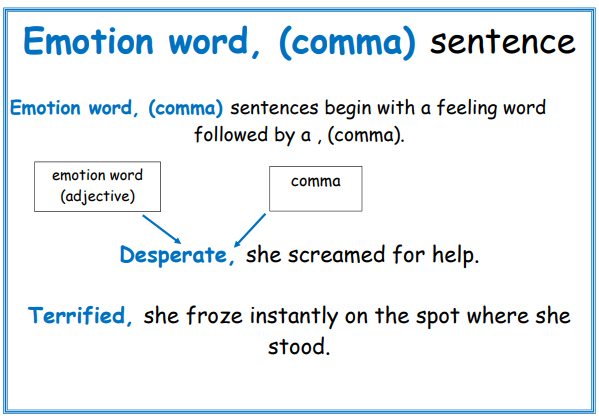 Emotion word, (comma) sentence
Emotion word, (comma) sentences begin with a feeling word
followed by a , (comma).
emotion word
(adjective)
comma
Desperate, she screamed for help.
Terrified, she froze instantly on the spot where she
stood.